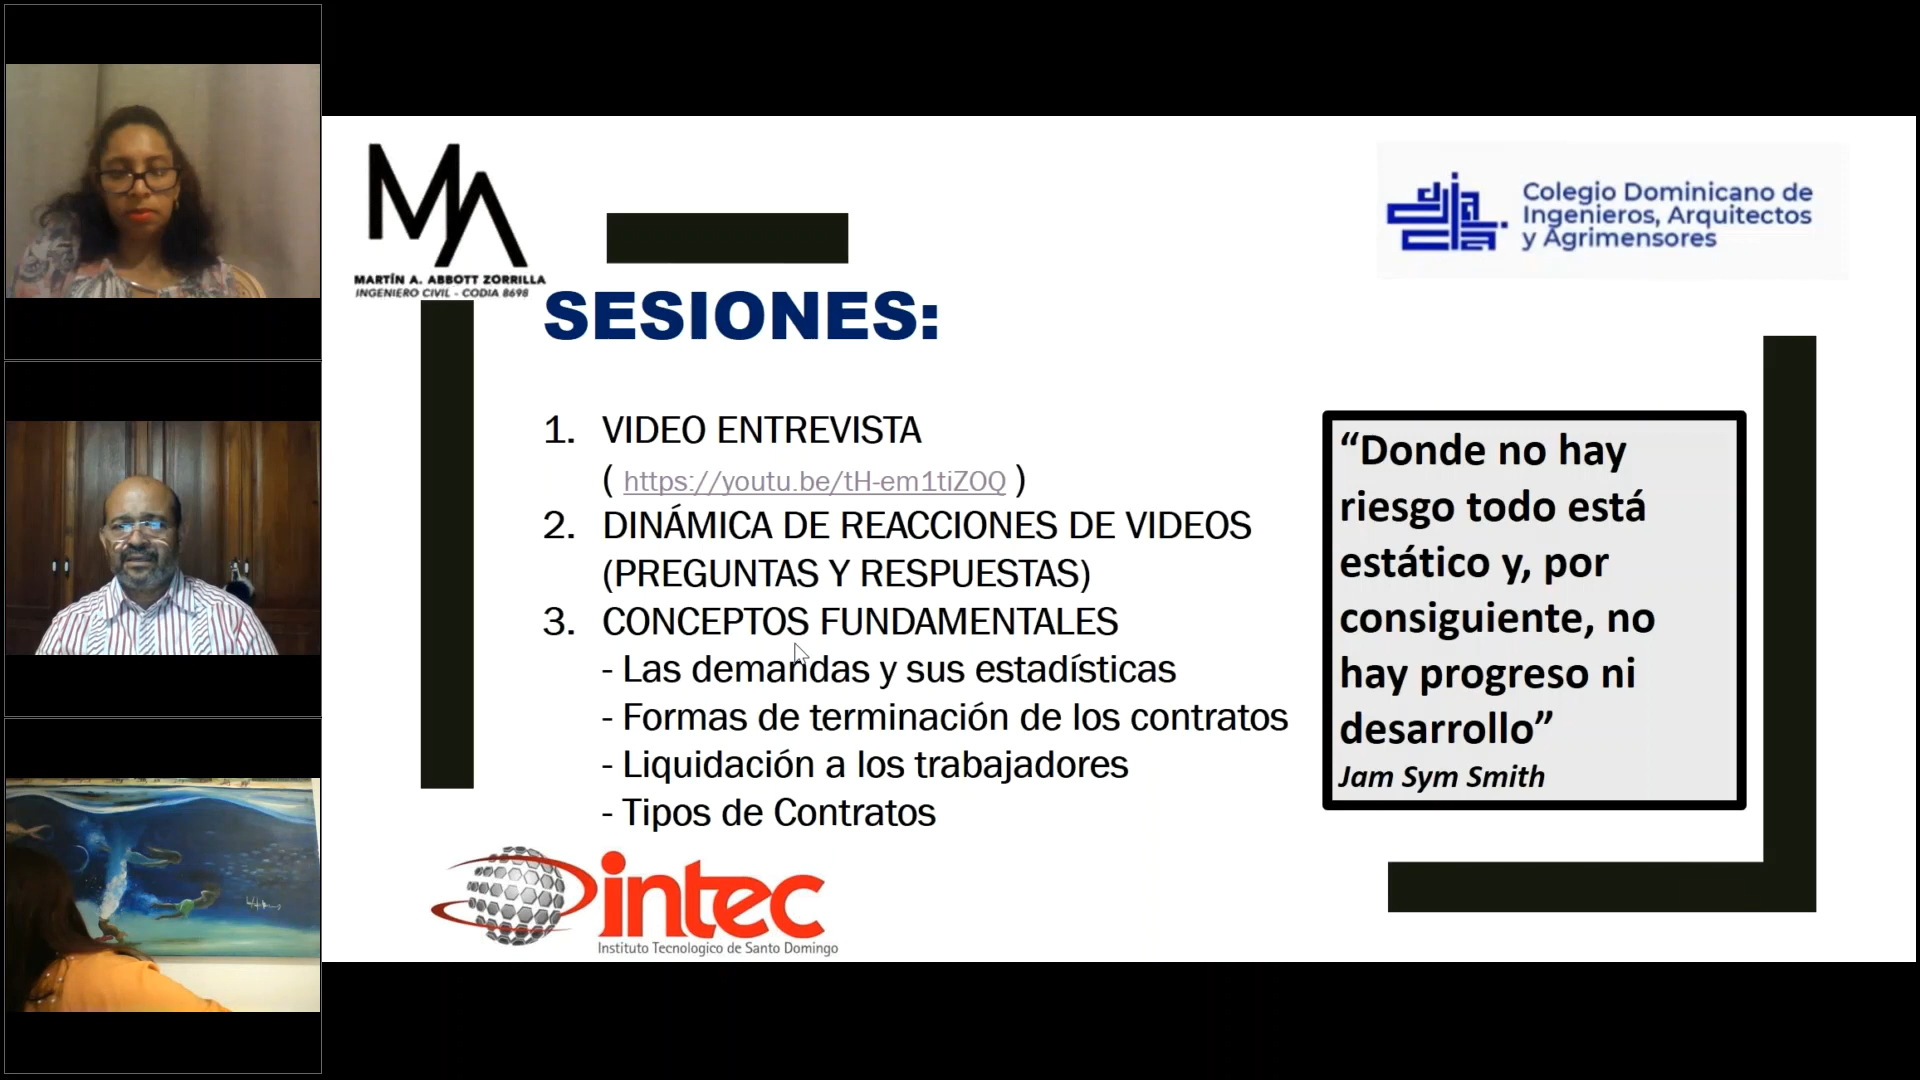 MA
MARTÍN A. ABBOTT ZORRILLA
INGENIERO CIVIL - CODIA 8698
Colegio Dominicano de
Ingenieros, Arquitectos
y Agrimensores
SESIONES:
1. VIDEO ENTREVISTA
( https://youtu.be/tH-em1tiZOQ )
2. DINÁMICA DE REACCIONES DE VIDEOS
(PREGUNTAS Y RESPUESTAS)
3. CONCEPTOS FUNDAMENTALES
- Las demandas y sus estadísticas
- Formas de terminación de los contratos
- Liquidación a los trabajadores
- Tipos de Contratos
“Donde no hay
riesgo todo está
estático y, por
consiguiente, no
hay progreso ni
desarrollo”
Jam Sym Smith
intec
Instituto Tecnologico de Santo Domingo